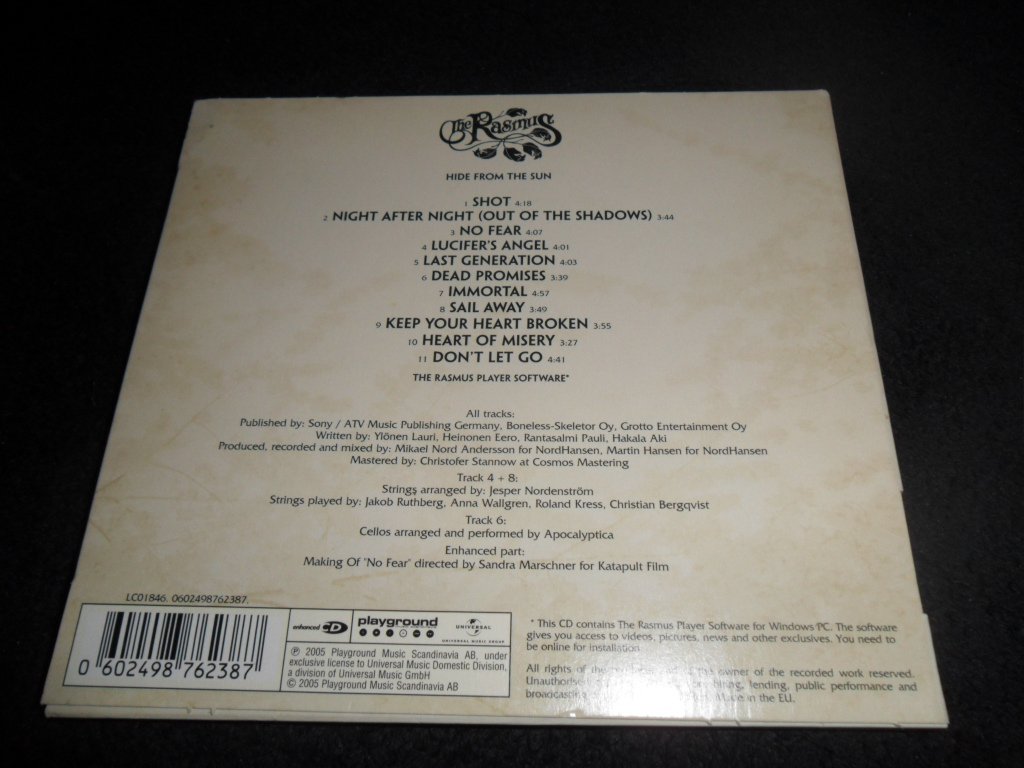 The Rasmus
HIDE FROM THE SUN
1 SHOT 4:18
2 NIGHT AFTER NIGHT (OUT OF THE SHADOWS) 3:44
3 NO FEAR 4:07
4 LUCIFER'S ANGEL 4:01
5 LAST GENERATION 4:03
6 DEAD PROMISES 3:39
7 IMMORTAL 4:57
8 SAIL AWAY 3:49
9 KEEP YOUR HEART BROKEN 3:55
10 HEART OF MISERY 3:27
11 DON'T LET GO 4:41
THE RASMUS PLAYER SOFTWARE*
All tracks:
Published by: Sony / ATV Music Publishing Germany, Boneless-Skeletor Oy, Grotto Entertainment Oy
Written by: Ylönen Lauri, Heinonen Eero, Rantasalmi Pauli, Hakala Aki
Produced, recorded and mixed by: Mikael Nord Andersson for NordHansen, Martin Hansen for NordHansen
Mastered by: Christofer Stannow at Cosmos Mastering
Track 4 + 8:
Strings arranged by: Jesper Nordenström
Strings played by: Jakob Ruthberg, Anna Wallgren, Roland Kress, Christian Bergqvist
Track 6:
Cellos arranged and performed by Apocalyptica
Enhanced part:
Making Of "No Fear" directed by Sandra Marschner for Katapult Film
LC01846. 0602498762387.
0 602498 762387
enhanced CD
playground
UNIVERSAL
UNIVERSAL MUSIC GROUP
℗ 2005 Playground Music Scandinavia AB, under
exclusive license to Universal Music Domestic Division,
a division of Universal Music GmbH
© 2005 Playground Music Scandinavia AB
* This CD contains The Rasmus Player Software for Windows PC. The software
gives you access to videos, pictures, news and other exclusives. You need to
be online for installation.
All rights of the owner of the recorded work reserved.
Unauthorised lending, public performance and
broadcasting Made in the EU.